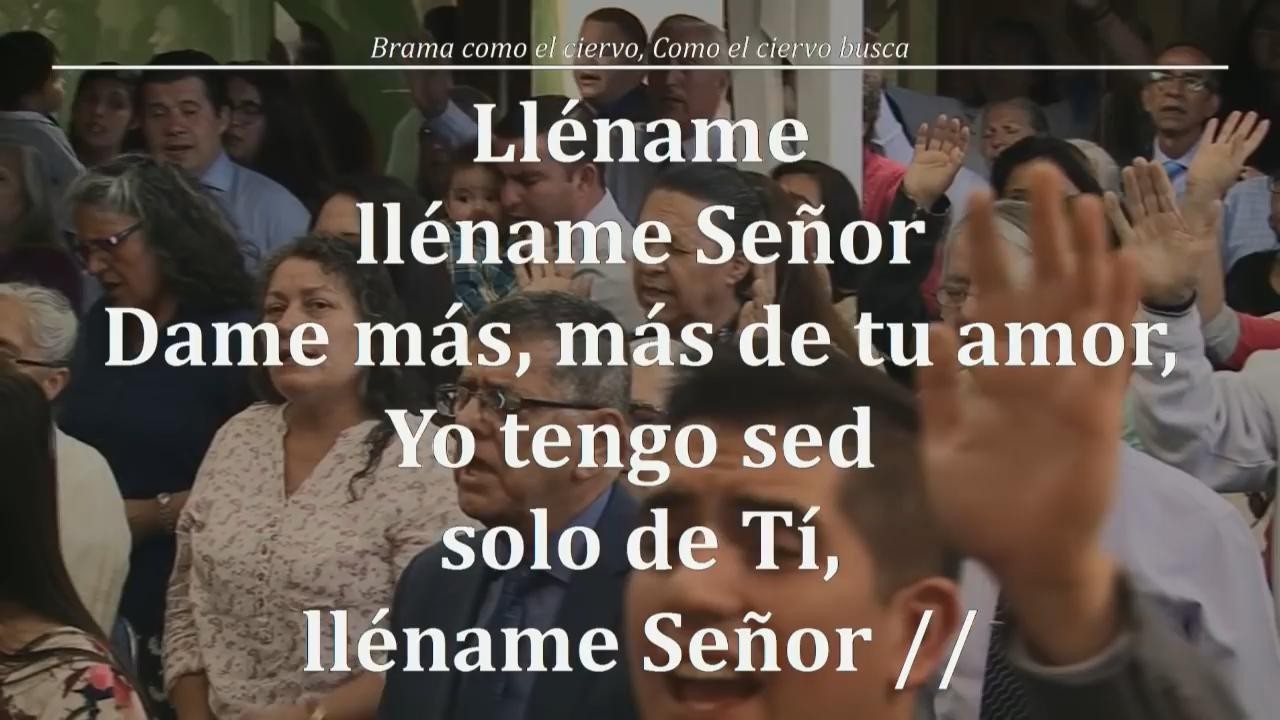 Brama como el ciervo, Como el ciervo busca
Lléname
lléname Señor
Dame más, más de tu amor,
Yo tengo sed
solo de Tí,
lléname Señor //